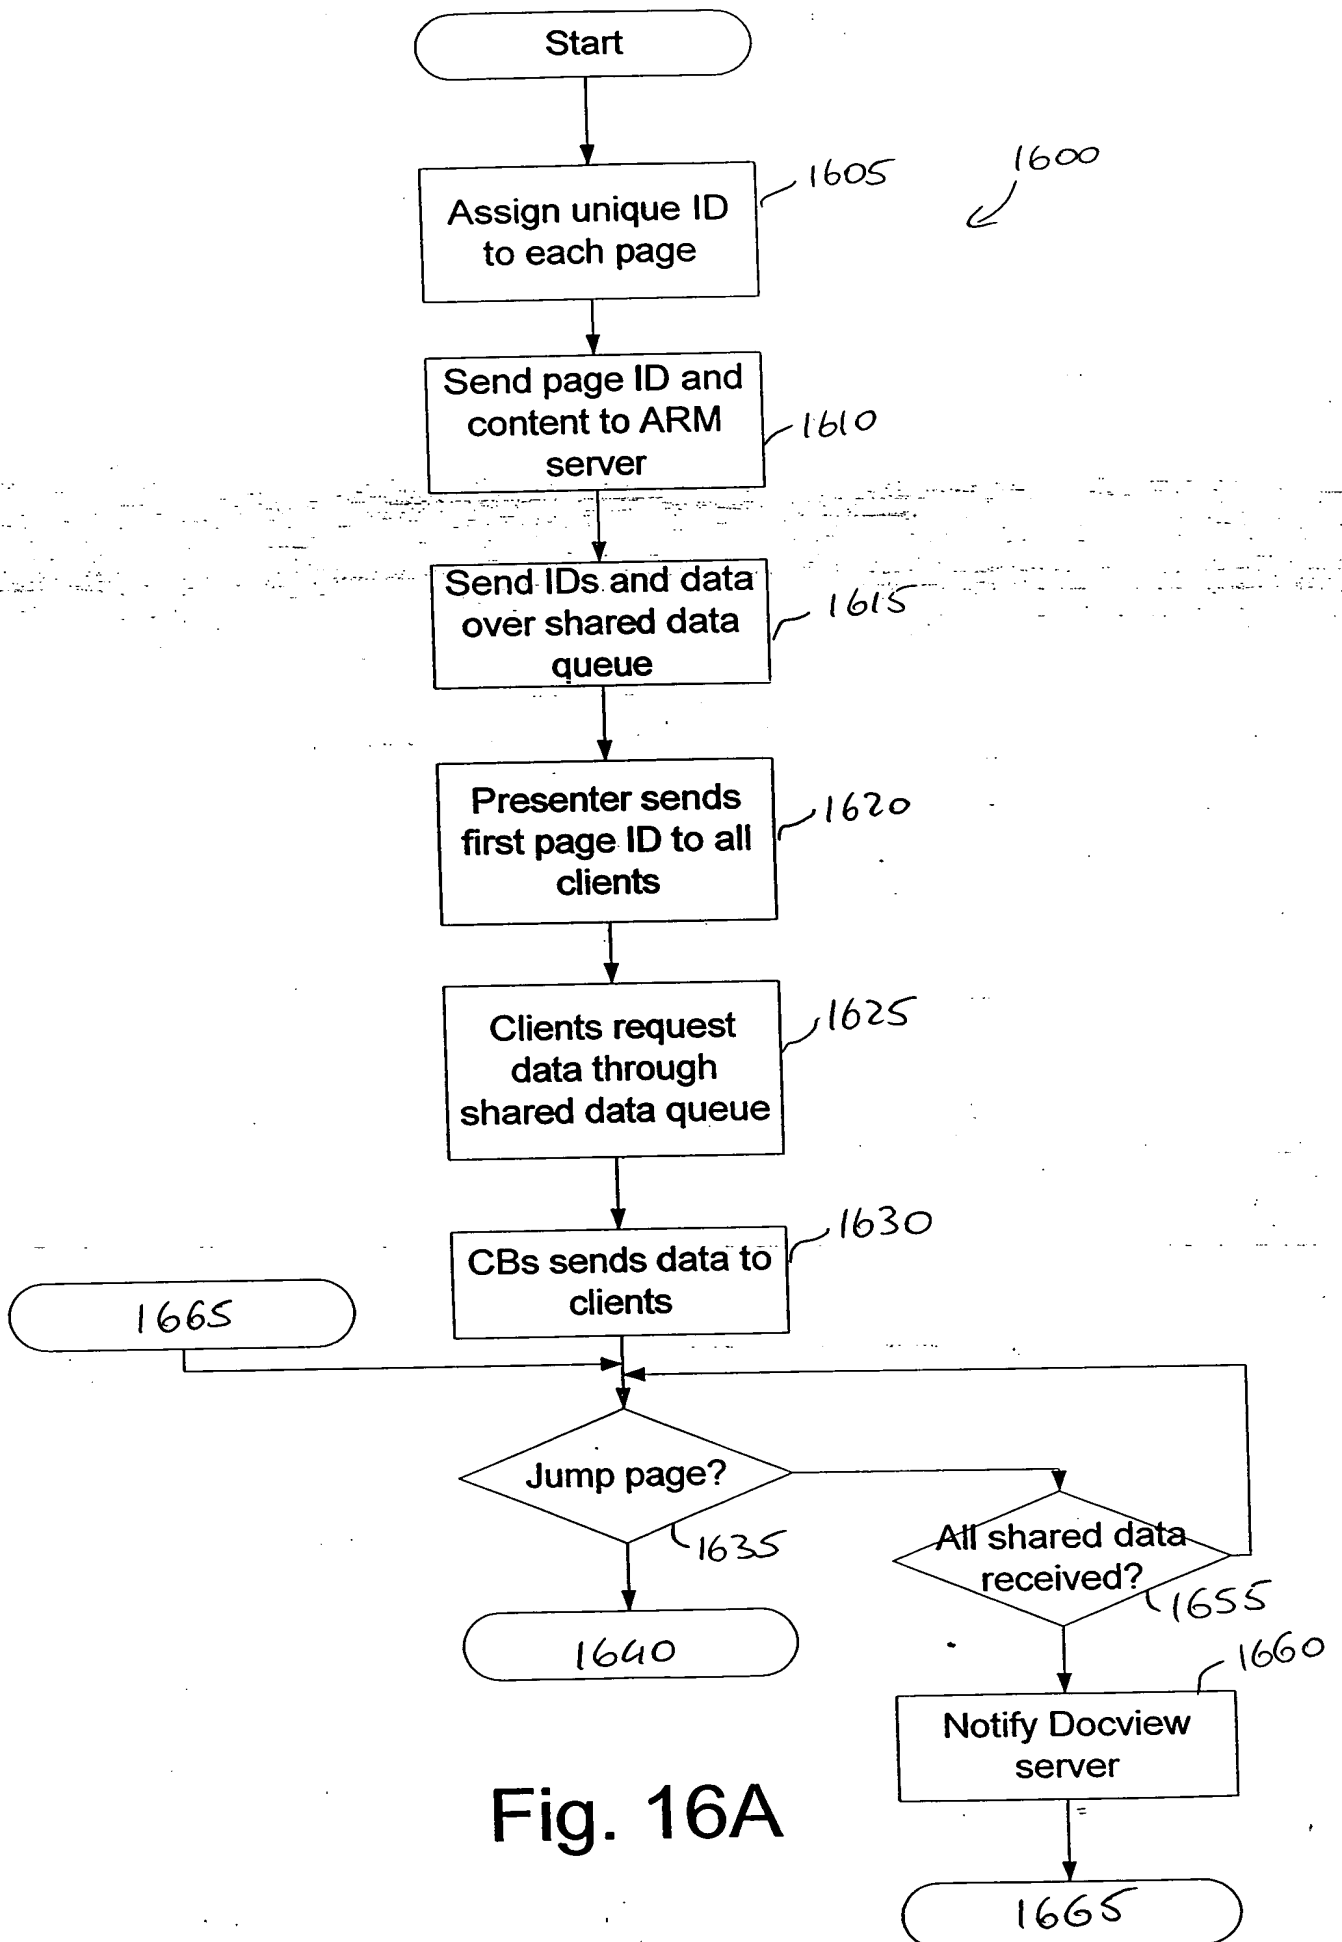 Start
1600
1605
Assign unique ID
to each page
Send page ID and
content to ARM
server
1610
Send IDs and data
over shared data
queue
1615
Presenter sends
first page ID to all
clients
1620
Clients request
data through
shared data queue
1625
CBs sends data to
clients
1630
1665
Jump page?
1635
All shared data
received?
1655
1640
1660
Notify Docview
server
Fig. 16A
1665